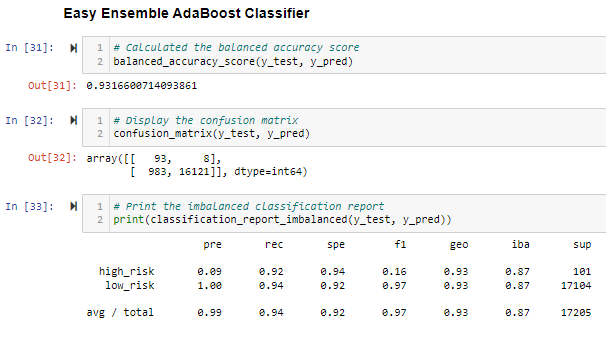 Easy Ensemble AdaBoost Classifier
In [31]: 1 # Calculated the balanced accuracy score
2 balanced_accuracy_score(y_test, y_pred)
Out[31]: 0.9316600714093861
In [32]: 1 # Display the confusion matrix
2 confusion_matrix(y_test, y_pred)
Out[32]: array([[   93,     8],
[  983, 16121]], dtype=int64)
In [33]: 1 # Print the imbalanced classification report
2 print(classification_report_imbalanced(y_test, y_pred))
pre rec spe f1 geo iba sup
high_risk 0.09 0.92 0.94 0.16 0.93 0.87 101
low_risk 1.00 0.94 0.92 0.97 0.93 0.87 17104
avg / total 0.99 0.94 0.92 0.97 0.93 0.87 17205